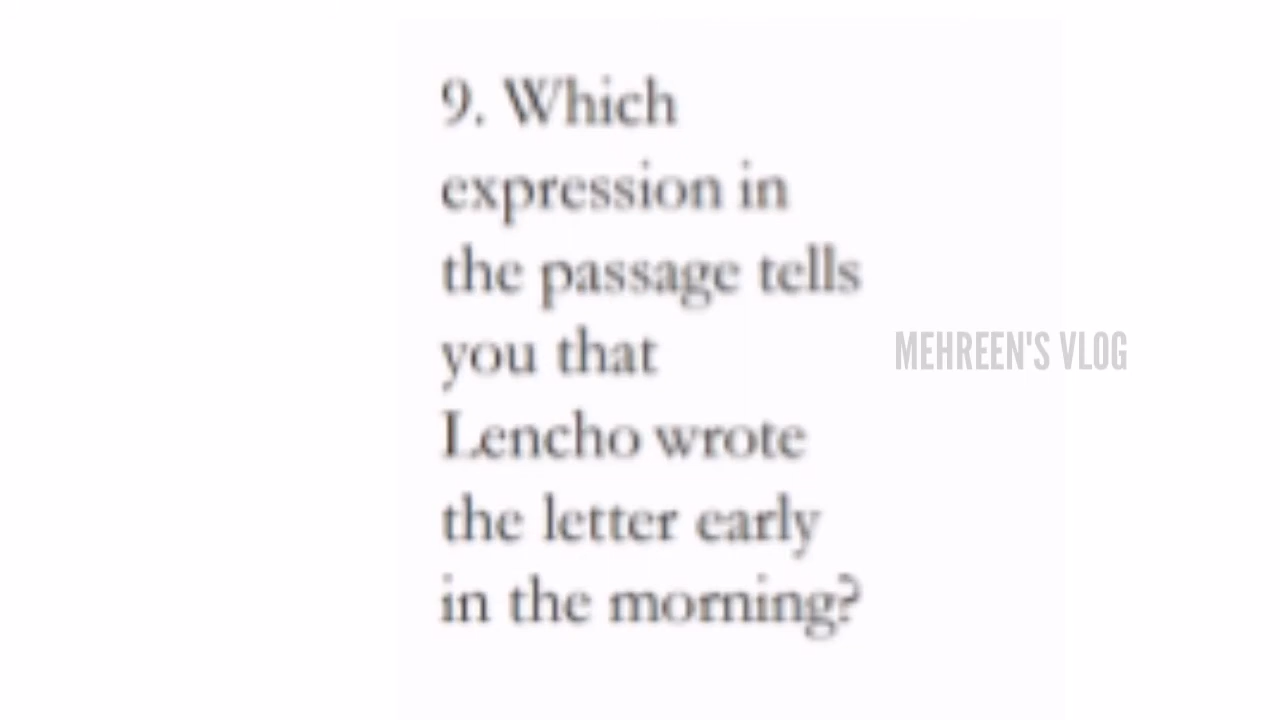 9. Which
expression in
the passage tells
you that
Lencho wrote
the letter early
in the morning?
MEHREEN'S VLOG